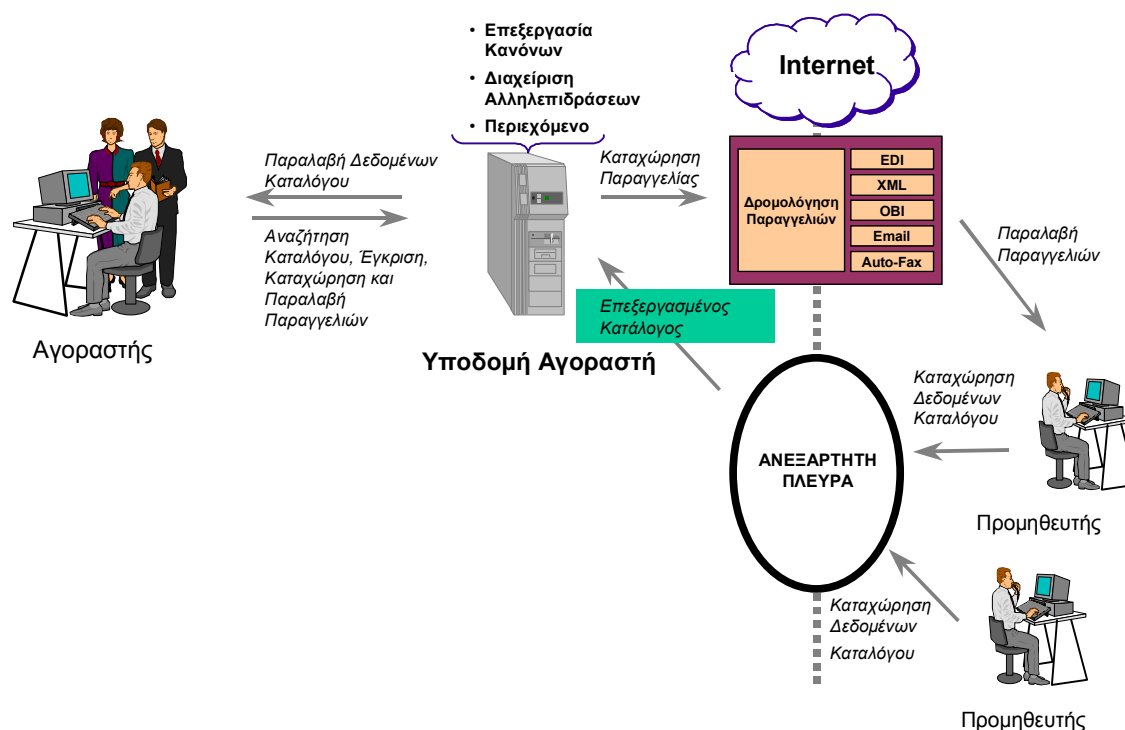 • Επεξεργασία
Κανόνων
• Διαχείριση
Αλληλεπιδράσεων
• Περιεχόμενο
Internet
Παραλαβή Δεδομένων
Καταλόγου
Αναζήτηση
Καταλόγου, Έγκριση,
Καταχώρηση και
Παραλαβή
Παραγγελιών
Αγοραστής
Καταχώρηση
Παραγγελίας
Δρομολόγηση
Παραγγελιών
EDI
XML
OBI
Email
Auto-Fax
Παραλαβή
Παραγγελιών
Επεξεργασμένος
Κατάλογος
Υποδομή Αγοραστή
Καταχώρηση
Δεδομένων
Καταλόγου
ΑΝΕΞΑΡΤΗΤΗ
ΠΛΕΥΡΑ
Προμηθευτής
Καταχώρηση
Δεδομένων
Καταλόγου
Προμηθευτής